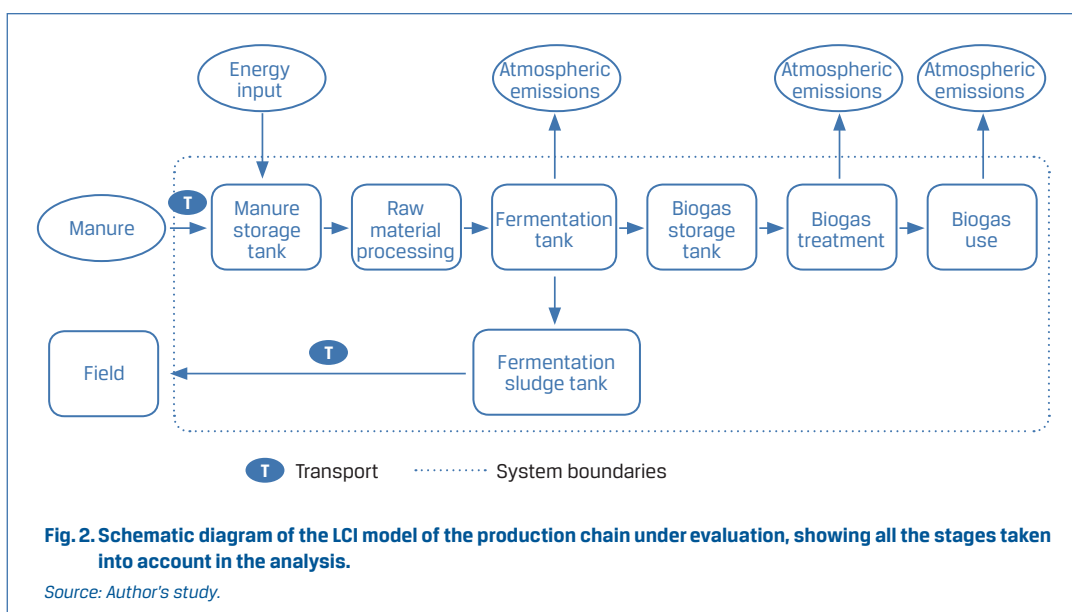 Energy
input
Atmospheric
emissions
Atmospheric
emissions
Atmospheric
emissions
T
Manure
Manure
storage
tank
Raw
material
processing
Fermentation
tank
Biogas
storage
tank
Biogas
treatment
Biogas
use
T
Field
Fermentation
sludge tank
T Transport
System boundaries
Fig. 2. Schematic diagram of the LCI model of the production chain under evaluation, showing all the stages taken
into account in the analysis.
Source: Author's study.